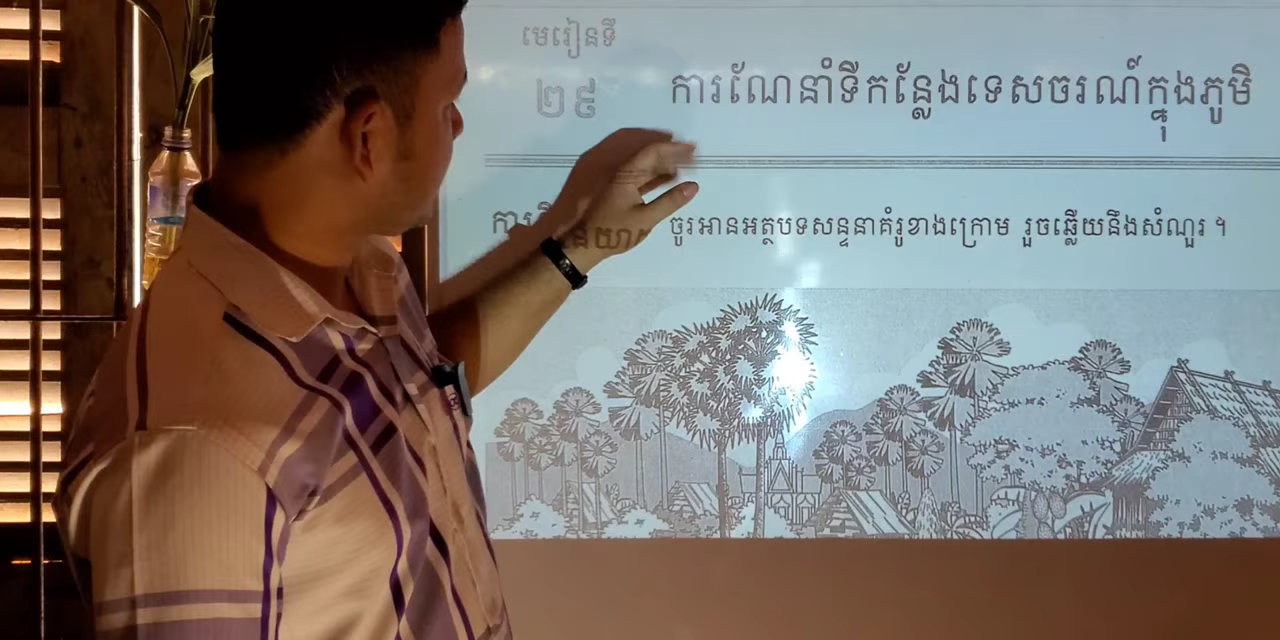 មេរៀនទី
២៩
ការណែនាំទីកន្លែងទេសចរណ៍ក្នុងភូមិ
ចូរអានអត្ថបទសន្ទនាគំរូខាងក្រោម រួចឆ្លើយនឹងសំណួរ ។